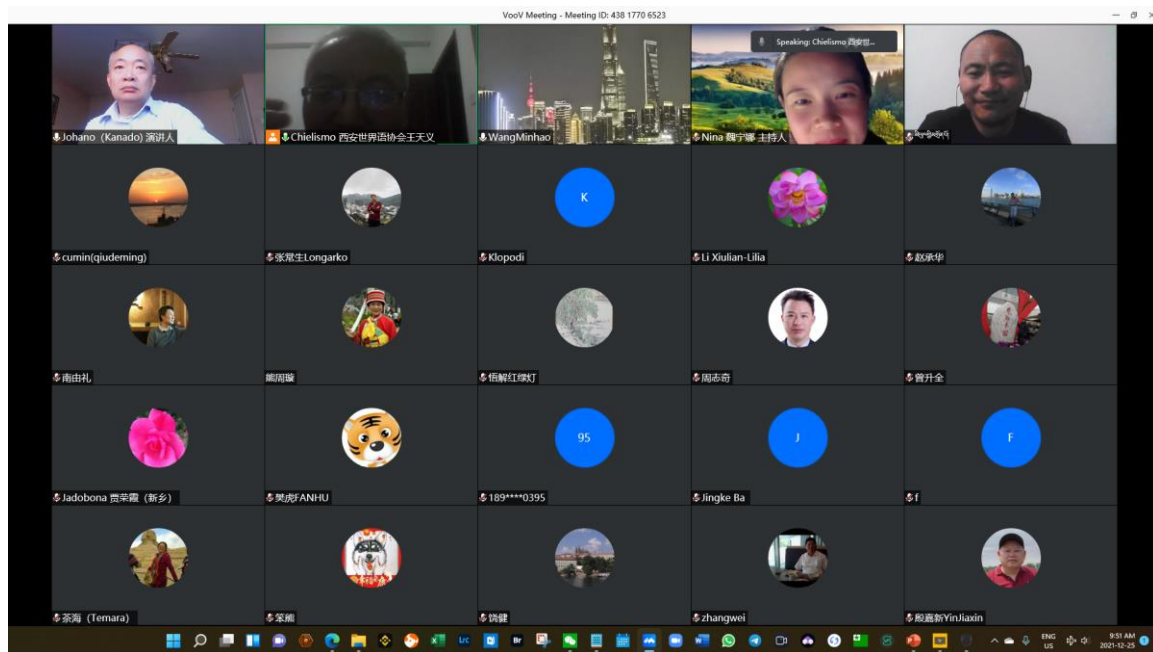 VooV Meeting - Meeting ID: 438 1770 6523
Speaking: Chielismo 西安世...
Johano（Kanado) 演讲人
Chielismo 西安世界语协会王天义
WangMinhao
Nina 魏宁娜 主持人
cumin(qiudeming)
张常生Longarko
K
Klopodi
Li Xiulian-Lilia
赵承华
南由礼
熊周璇
悟解红绿灯
周志奇
曾升全
Jadobona 贾荣霞（新乡）
樊虎FANHU
95
189****0395
J
Jingke Ba
F
f
茶海（Temara）
笨熊
饶健
zhangwei
殷嘉新YinJiaxin
ENG
US
9:51 AM
2021-12-25